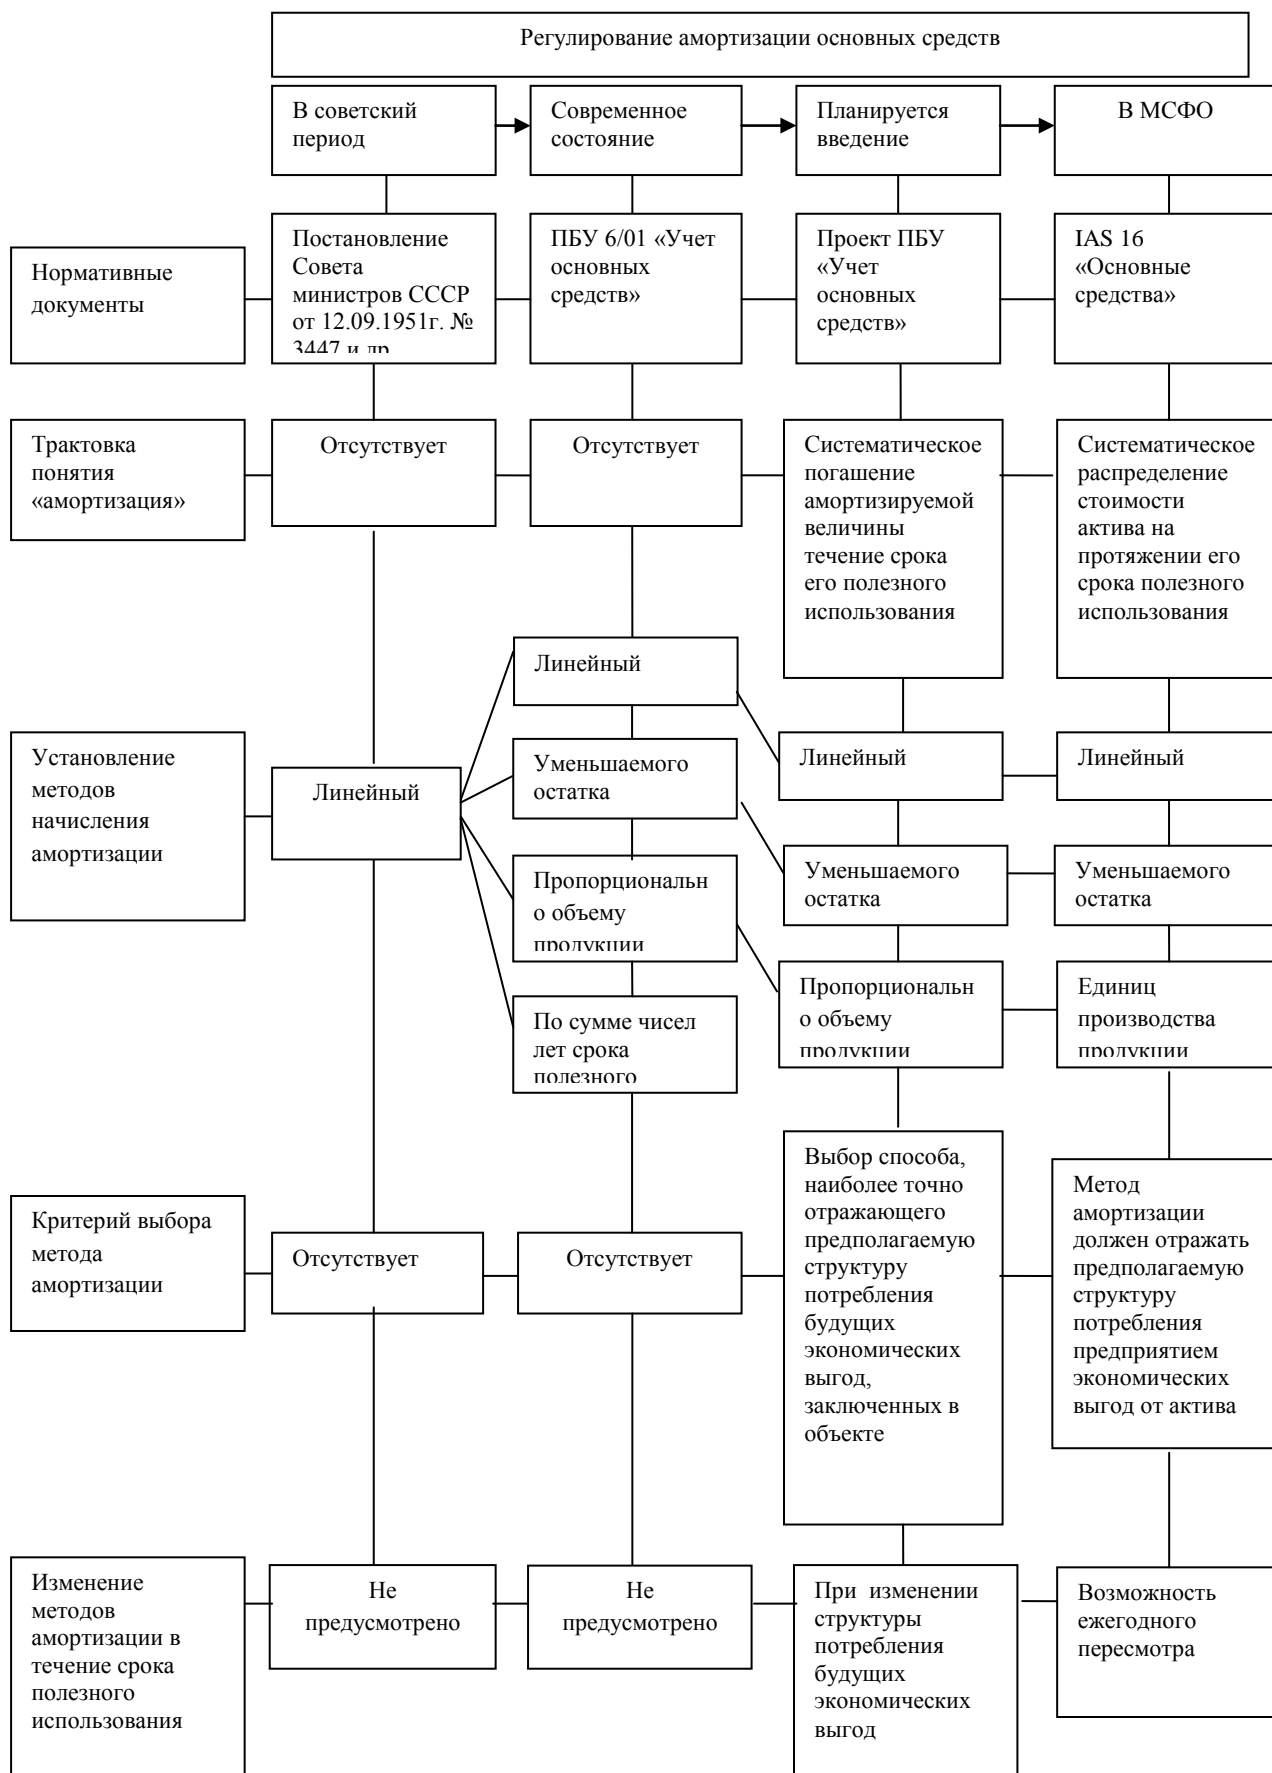 Регулирование амортизации основных средств
В советский
период
Современное
состояние
Планируется
введение
В МСФО
Нормативные
документы
Постановление
Совета
министров СССР
от 12.09.1951г. №
3447 и др
ПБУ 6/01 «Учет
основных
средств»
Проект ПБУ
«Учет
основных
средств»
IAS 16
«Основные
средства»
Трактовка
понятия
«амортизация»
Отсутствует
Отсутствует
Систематическое
погашение
амортизируемой
величины
течение срока
его полезного
использования
Систематическое
распределение
стоимости
актива на
протяжении его
срока полезного
использования
Установление
методов
начисления
амортизации
Линейный
Линейный
Уменьшаемого
остатка
Пропорциональн
о объему
продукции
По сумме чисел
лет срока
полезного
Линейный
Уменьшаемого
остатка
Пропорциональн
о объему
продукции
Линейный
Уменьшаемого
остатка
Единиц
производства
продукции
Критерий выбора
метода
амортизации
Отсутствует
Отсутствует
Выбор способа,
наиболее точно
отражающего
предполагаемую
структуру
потребления
будущих
экономических
выгод,
заключенных в
объекте
Метод
амортизации
должен отражать
предполагаемую
структуру
потребления
предприятием
экономических
выгод от актива
Изменение
методов
амортизации в
течение срока
полезного
использования
Не
предусмотрено
Не
предусмотрено
При изменении
структуры
потребления
будущих
экономических
выгод
Возможность
ежегодного
пересмотра